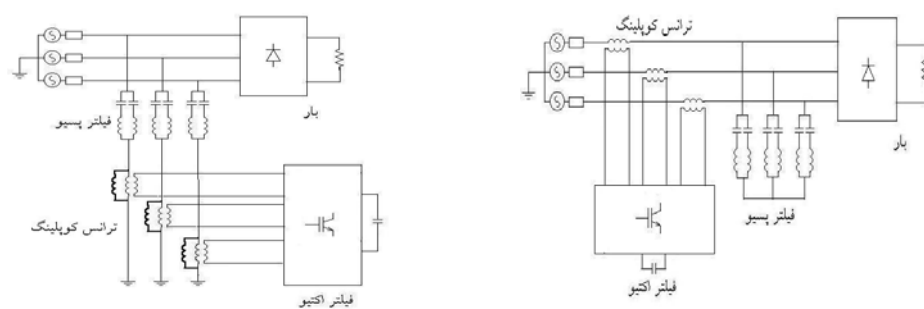 بار
فیلتر پسیو
ترانس کوپلینگ
فیلتر اکتیو
ترانس کوپلینگ
بار
فیلتر پسیو
فیلتر اکتیو